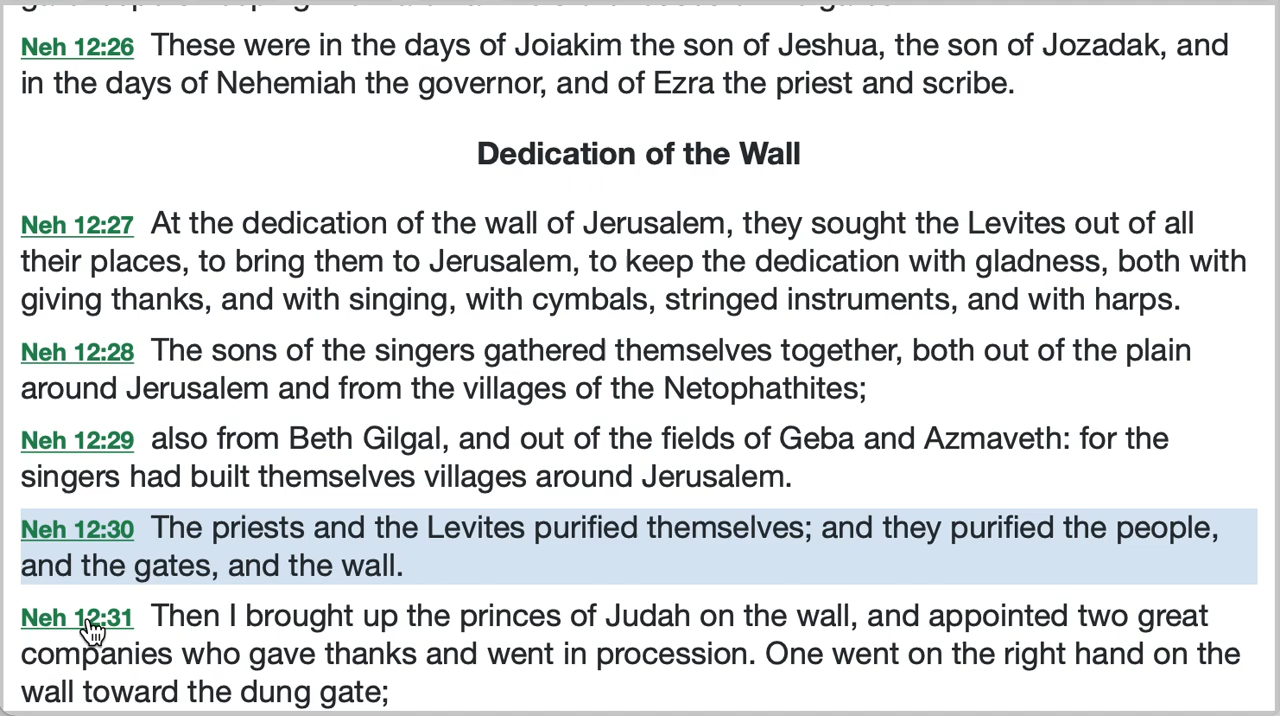 Neh 12:26 These were in the days of Joiakim the son of Jeshua, the son of Jozadak, and
in the days of Nehemiah the governor, and of Ezra the priest and scribe.
Dedication of the Wall
Neh 12:27 At the dedication of the wall of Jerusalem, they sought the Levites out of all
their places, to bring them to Jerusalem, to keep the dedication with gladness, both with
giving thanks, and with singing, with cymbals, stringed instruments, and with harps.
Neh 12:28 The sons of the singers gathered themselves together, both out of the plain
around Jerusalem and from the villages of the Netophathites;
Neh 12:29 also from Beth Gilgal, and out of the fields of Geba and Azmaveth: for the
singers had built themselves villages around Jerusalem.
Neh 12:30 The priests and the Levites purified themselves; and they purified the people,
and the gates, and the wall.
Neh 12:31 Then I brought up the princes of Judah on the wall, and appointed two great
companies who gave thanks and went in procession. One went on the right hand on the
wall toward the dung gate;